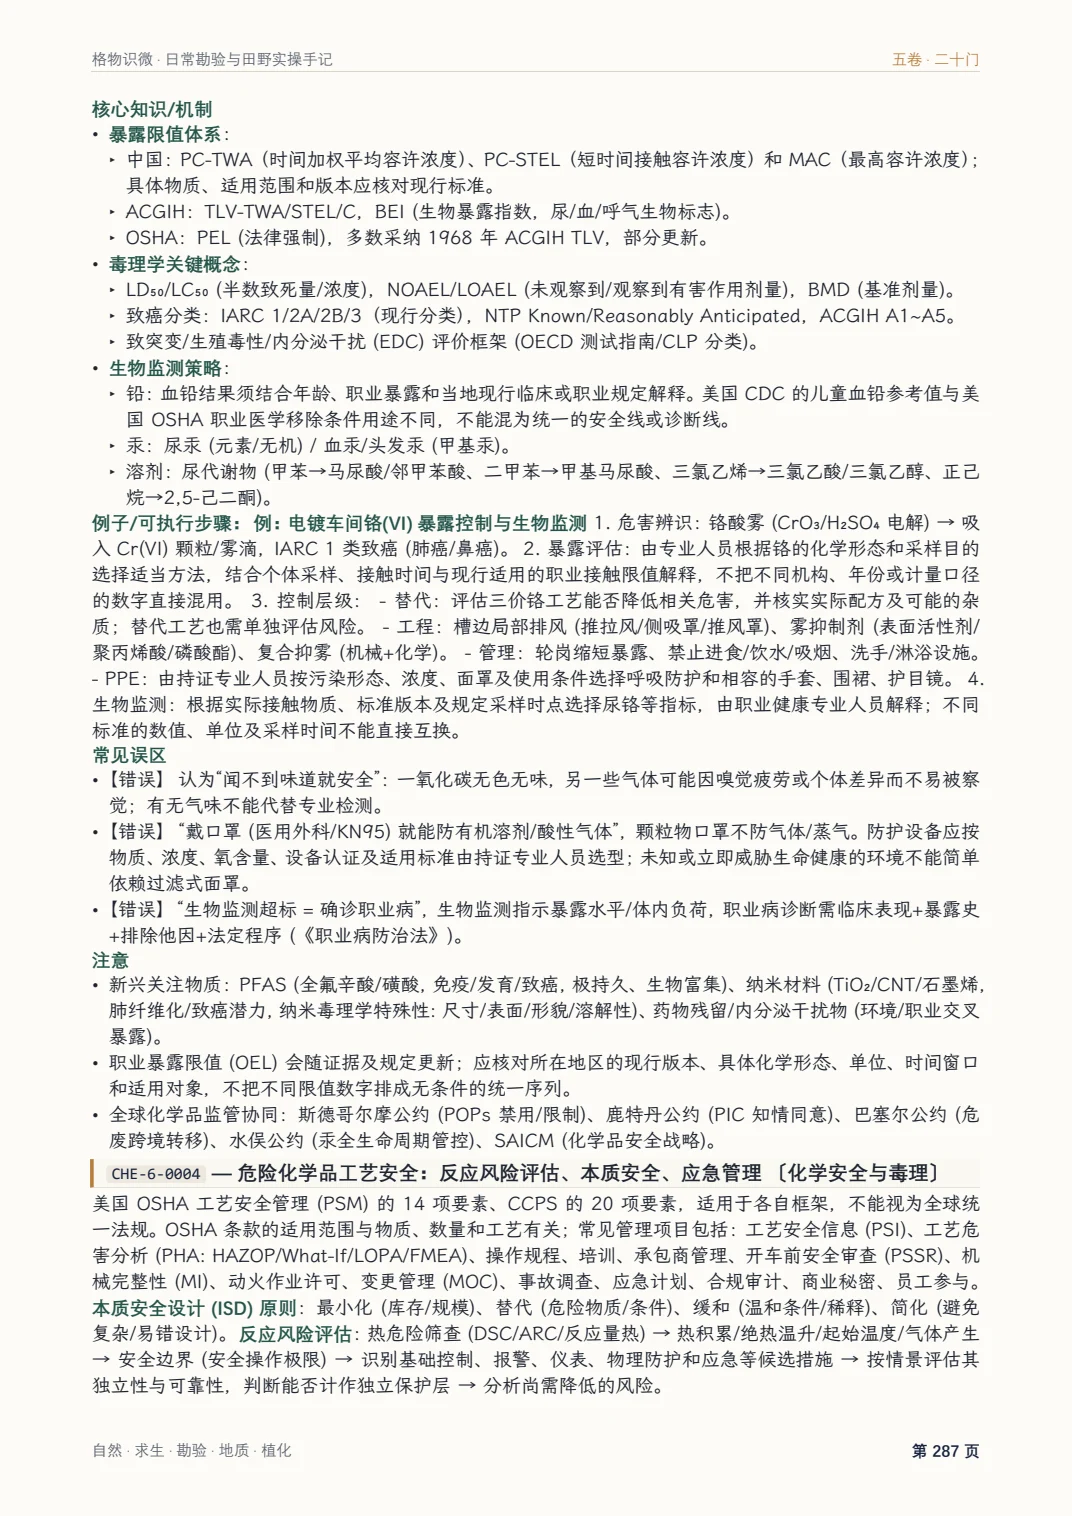 格物识微 · 日常勘验与田野实操手记
五卷 · 二十门
核心知识/机制
• 暴露限值体系：
‣ 中国：PC-TWA（时间加权平均容许浓度）、PC-STEL（短时间接触容许浓度）和 MAC（最高容许浓度）；
具体物质、适用范围和版本应核对现行标准。
‣ ACGIH：TLV-TWA/STEL/C，BEI (生物暴露指数，尿/血/呼气生物标志)。
‣ OSHA：PEL (法律强制)，多数采纳 1968 年 ACGIH TLV，部分更新。
• 毒理学关键概念：
‣ LD₅₀/LC₅₀ (半数致死量/浓度)，NOAEL/LOAEL (未观察到/观察到有害作用剂量)，BMD (基准剂量)。
‣ 致癌分类：IARC 1/2A/2B/3（现行分类），NTP Known/Reasonably Anticipated，ACGIH A1~A5。
‣ 致突变/生殖毒性/内分泌干扰 (EDC) 评价框架 (OECD 测试指南/CLP 分类)。
• 生物监测策略：
‣ 铅：血铅结果须结合年龄、职业暴露和当地现行临床或职业规定解释。美国 CDC 的儿童血铅参考值与美
国 OSHA 职业医学移除条件用途不同，不能混为统一的安全线或诊断线。
‣ 汞：尿汞 (元素/无机) / 血汞/头发汞 (甲基汞)。
‣ 溶剂：尿代谢物 (甲苯→马尿酸/邻甲苯酸、二甲苯→甲基马尿酸、三氯乙烯→三氯乙酸/三氯乙醇、正己
烷→2,5-己二酮)。
例子/可执行步骤：例：电镀车间铬(VI) 暴露控制与生物监测 1. 危害辨识：铬酸雾 (CrO₃/H₂SO₄ 电解) → 吸
入 Cr(VI) 颗粒/雾滴，IARC 1 类致癌 (肺癌/鼻癌)。 2. 暴露评估：由专业人员根据铬的化学形态和采样目的
选择适当方法，结合个体采样、接触时间与现行适用的职业接触限值解释，不把不同机构、年份或计量口径
的数字直接混用。 3. 控制层级： - 替代：评估三价铬工艺能否降低相关危害，并核实实际配方及可能的杂
质；替代工艺也需单独评估风险。 - 工程：槽边局部排风 (推拉风/侧吸罩/推风罩)、雾抑制剂 (表面活性剂/
聚丙烯酸/磷酸酯)、复合抑雾 (机械+化学)。 - 管理：轮岗缩短暴露、禁止进食/饮水/吸烟、洗手/淋浴设施。
- PPE：由持证专业人员按污染形态、浓度、面罩及使用条件选择呼吸防护和相容的手套、围裙、护目镜。 4.
生物监测：根据实际接触物质、标准版本及规定采样时点选择尿铬等指标，由职业健康专业人员解释；不同
标准的数值、单位及采样时间不能直接互换。
常见误区
•【错误】 认为“闻不到味道就安全”：一氧化碳无色无味，另一些气体可能因嗅觉疲劳或个体差异而不易被察
觉；有无气味不能代替专业检测。
•【错误】 “戴口罩 (医用外科/KN95) 就能防有机溶剂/酸性气体”，颗粒物口罩不防气体/蒸气。防护设备应按
物质、浓度、氧含量、设备认证及适用标准由持证专业人员选型；未知或立即威胁生命健康的环境不能简单
依赖过滤式面罩。
•【错误】 “生物监测超标 = 确诊职业病”，生物监测指示暴露水平/体内负荷，职业病诊断需临床表现+暴露史
+排除他因+法定程序 (《职业病防治法》)。
注意
• 新兴关注物质：PFAS (全氟辛酸/磺酸, 免疫/发育/致癌, 极持久、生物富集)、纳米材料 (TiO₂/CNT/石墨烯,
肺纤维化/致癌潜力, 纳米毒理学特殊性: 尺寸/表面/形貌/溶解性)、药物残留/内分泌干扰物 (环境/职业交叉
暴露)。
• 职业暴露限值 (OEL) 会随证据及规定更新；应核对所在地区的现行版本、具体化学形态、单位、时间窗口
和适用对象，不把不同限值数字排成无条件的统一序列。
• 全球化学品监管协同：斯德哥尔摩公约 (POPs 禁用/限制)、鹿特丹公约 (PIC 知情同意)、巴塞尔公约 (危
废跨境转移)、水俣公约 (汞全生命周期管控)、SAICM (化学品安全战略)。
CHE-6-0004 — 危险化学品工艺安全：反应风险评估、本质安全、应急管理 〔化学安全与毒理〕
美国 OSHA 工艺安全管理 (PSM) 的 14 项要素、CCPS 的 20 项要素，适用于各自框架，不能视为全球统
一法规。OSHA 条款的适用范围与物质、数量和工艺有关；常见管理项目包括：工艺安全信息 (PSI)、工艺危
害分析 (PHA: HAZOP/What-If/LOPA/FMEA)、操作规程、培训、承包商管理、开车前安全审查 (PSSR)、机
械完整性 (MI)、动火作业许可、变更管理 (MOC)、事故调查、应急计划、合规审计、商业秘密、员工参与。
本质安全设计 (ISD) 原则：最小化 (库存/规模)、替代 (危险物质/条件)、缓和 (温和条件/稀释)、简化 (避免
复杂/易错设计)。反应风险评估：热危险筛查 (DSC/ARC/反应量热) → 热积累/绝热温升/起始温度/气体产生
→ 安全边界 (安全操作极限) → 识别基础控制、报警、仪表、物理防护和应急等候选措施 → 按情景评估其
独立性与可靠性，判断能否计作独立保护层 → 分析尚需降低的风险。
自然 · 求生 · 勘验 · 地质 · 植化
第 287 页